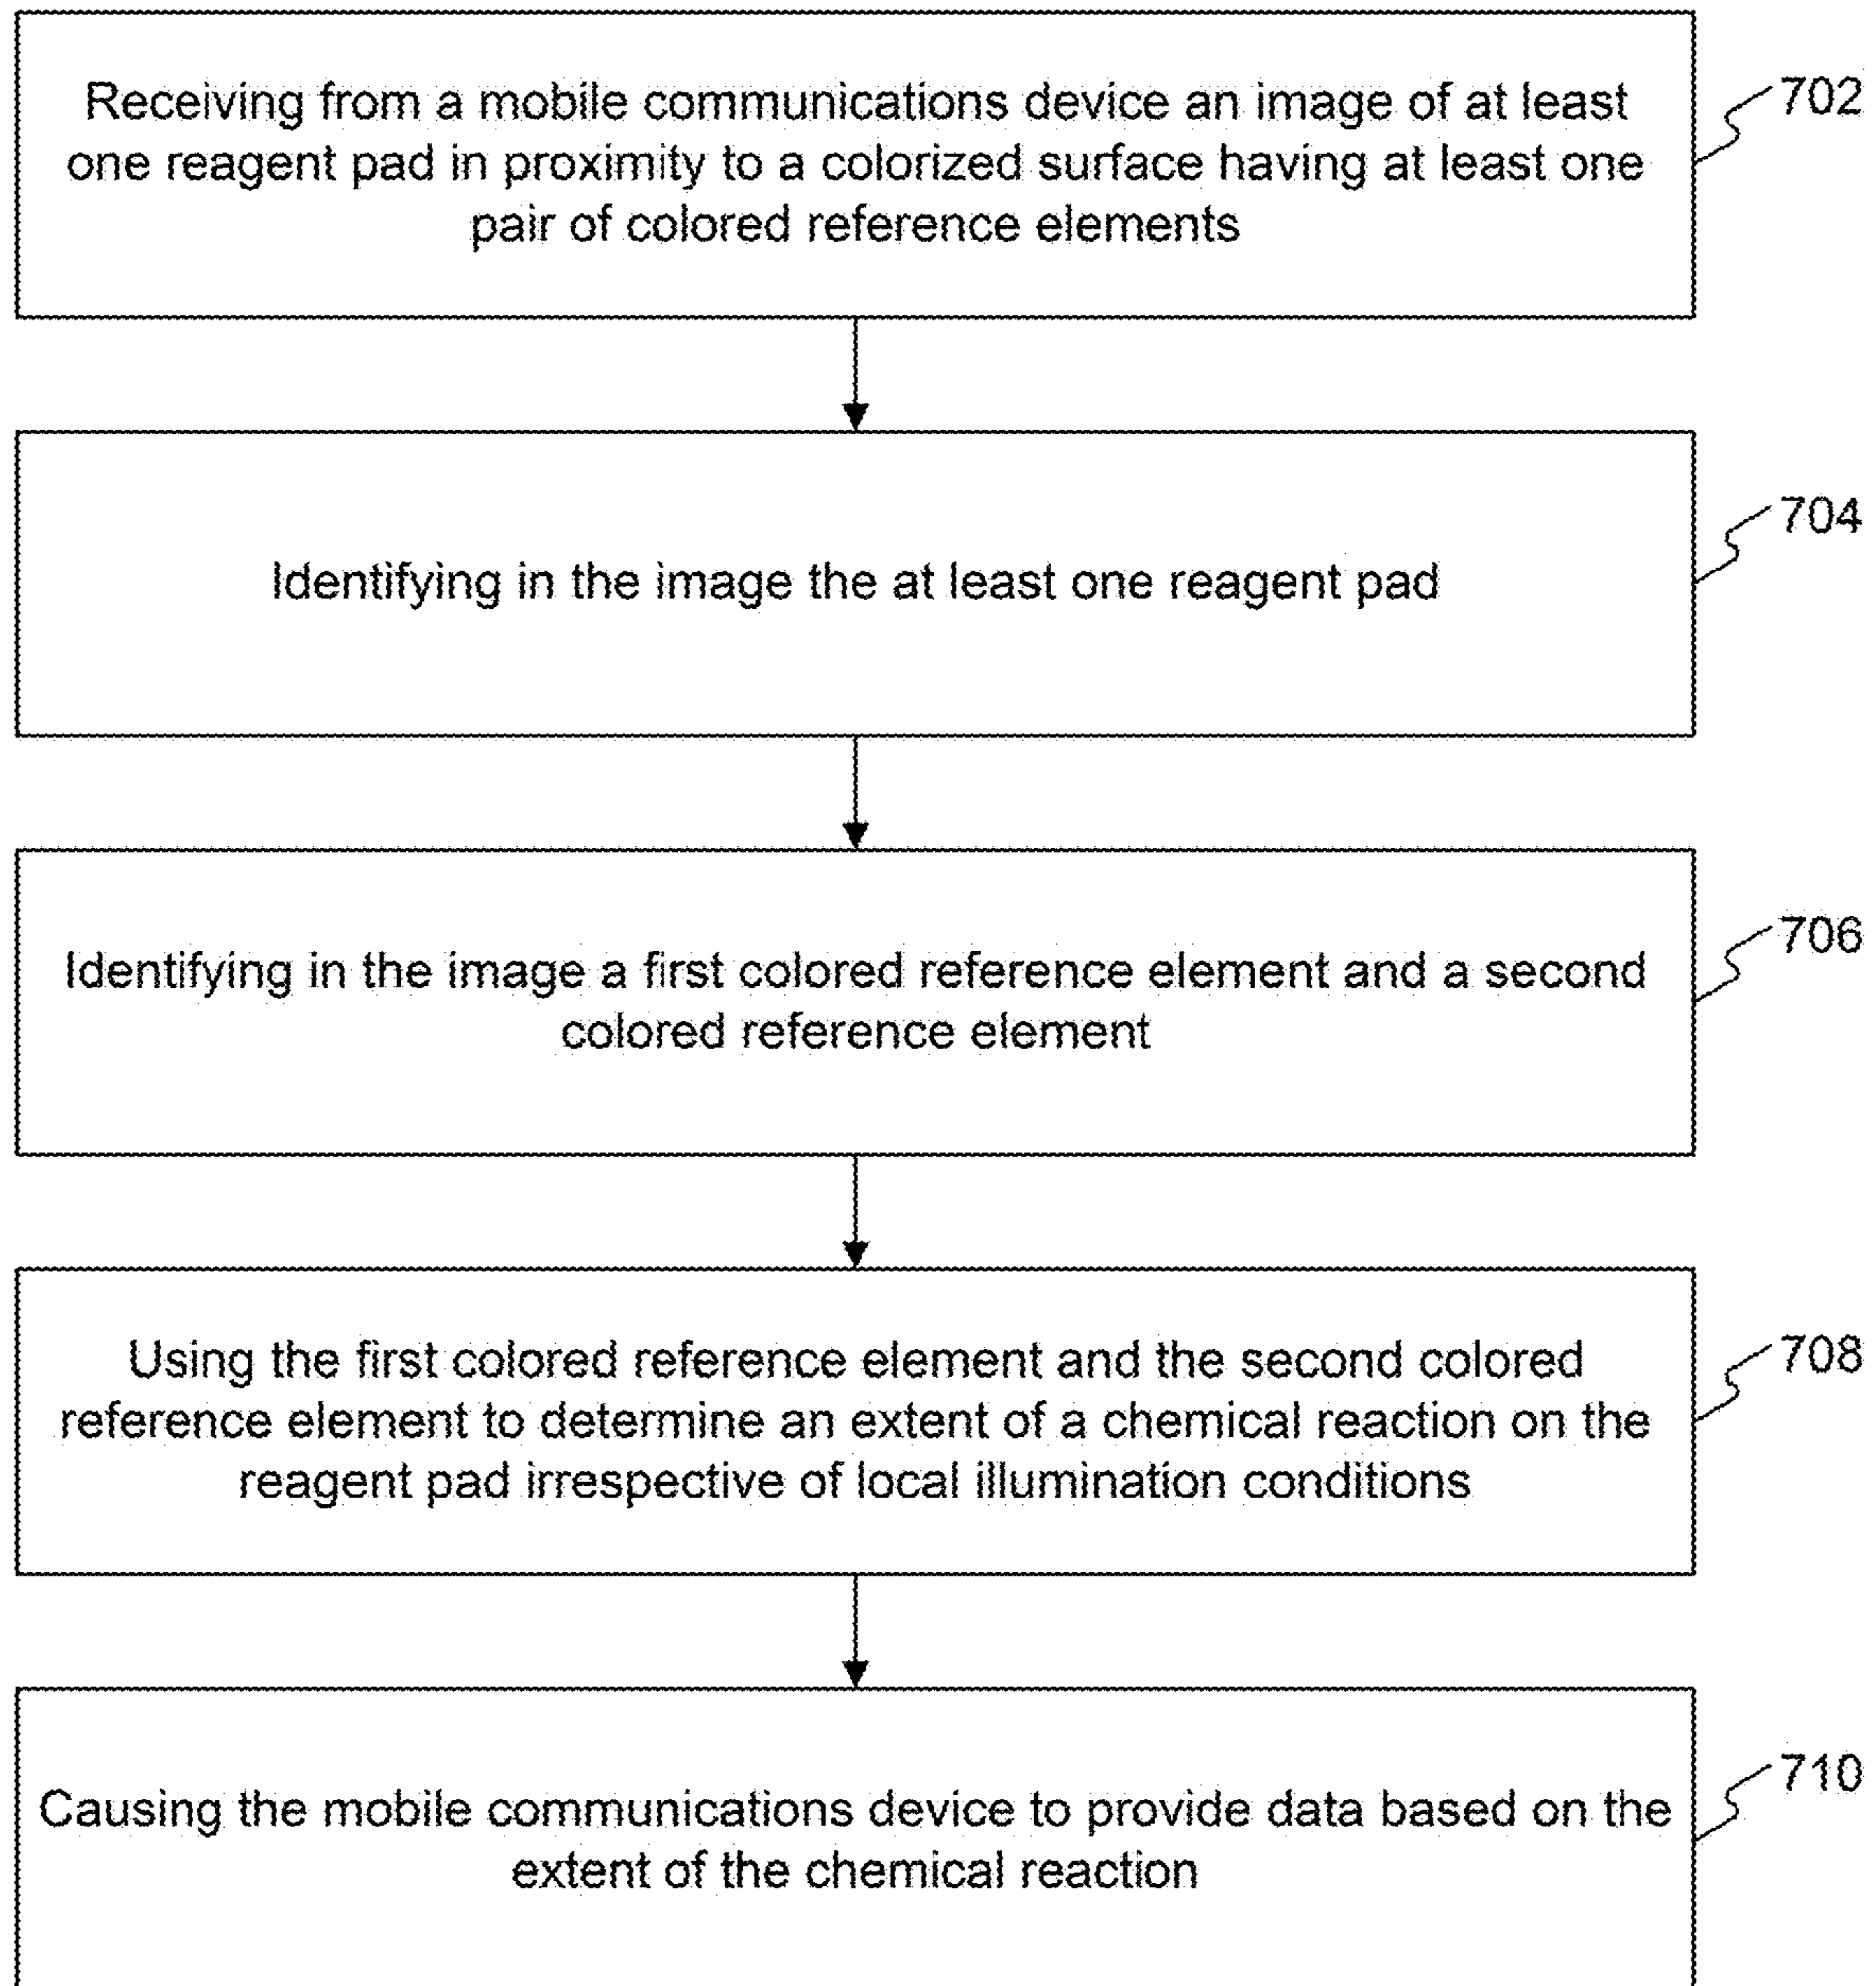 Receiving from a mobile communications device an image of at least
one reagent pad in proximity to a colorized surface having at least one
pair of colored reference elements
702
Identifying in the image the at least one reagent pad
704
Identifying in the image a first colored reference element and a second
colored reference element
706
Using the first colored reference element and the second colored
reference element to determine an extent of a chemical reaction on the
reagent pad irrespective of local illumination conditions
708
Causing the mobile communications device to provide data based on the
extent of the chemical reaction
710